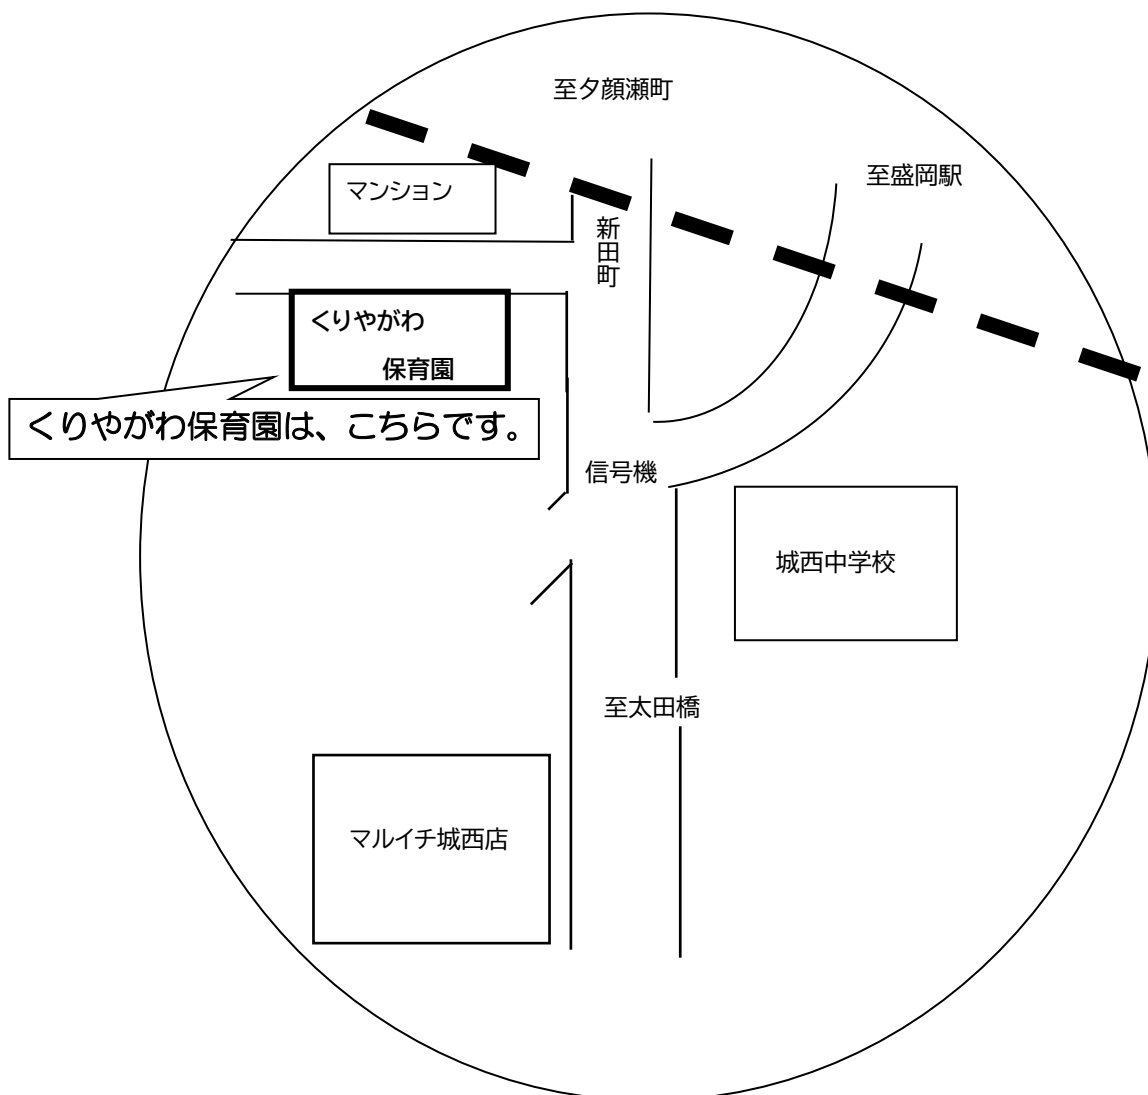 至夕顔瀬町
至盛岡駅
マンション
新田町
くりやがわ
保育園
くりやがわ保育園は、こちらです。
信号機
城西中学校
至太田橋
マルイチ城西店